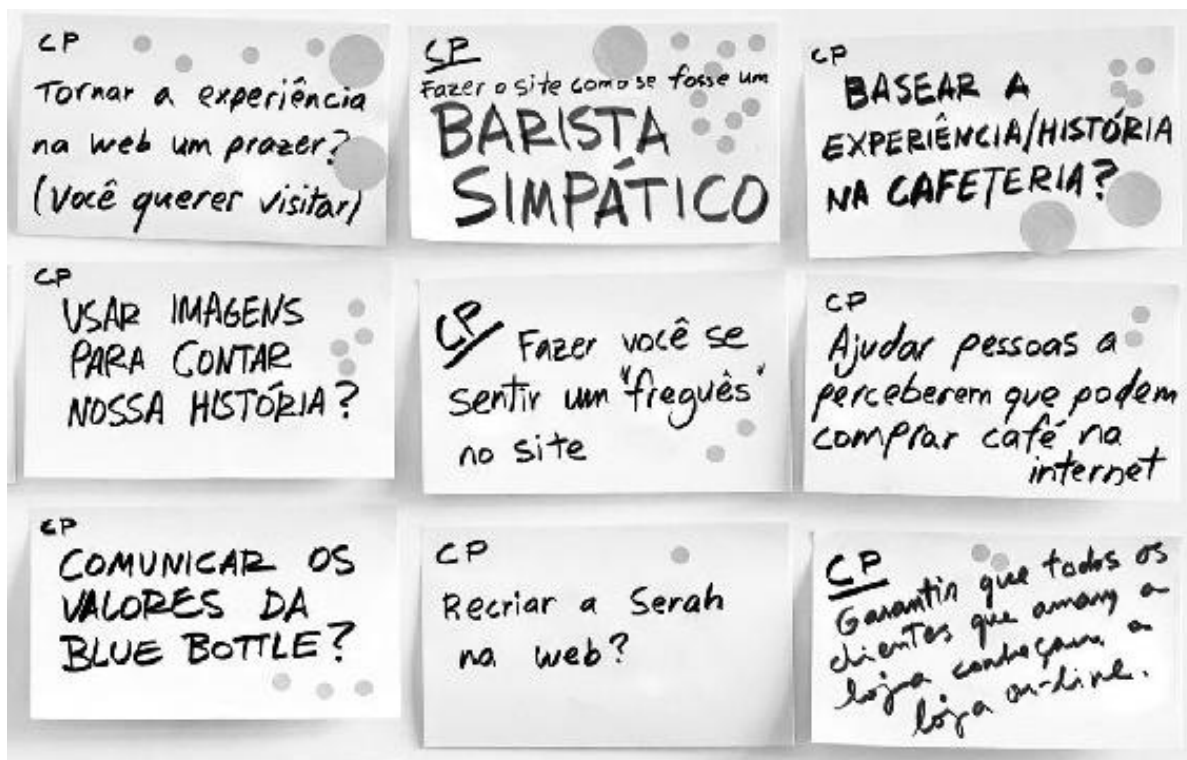 CP
Tornar a experiência
na web um prazer?
(Você querer visitar)
CP
Fazer o site como se fosse um
BARISTA
SIMPÁTICO
CP
BASEAR A
EXPERIÊNCIA/HISTÓRIA
NA CAFETERIA?
CP
USAR IMAGENS
PARA CONTAR
NOSSA HISTÓRIA?
CP
Fazer você se
sentir um "freguês"
no site
CP
Ajudar pessoas a
perceberem que podem
comprar café na
internet
CP
COMUNICAR OS
VALORES DA
BLUE BOTTLE?
CP
Recriar a Serah
na web?
CP
Garantir que todos os
clientes que amam a
loja conheçam a
loja on-line.